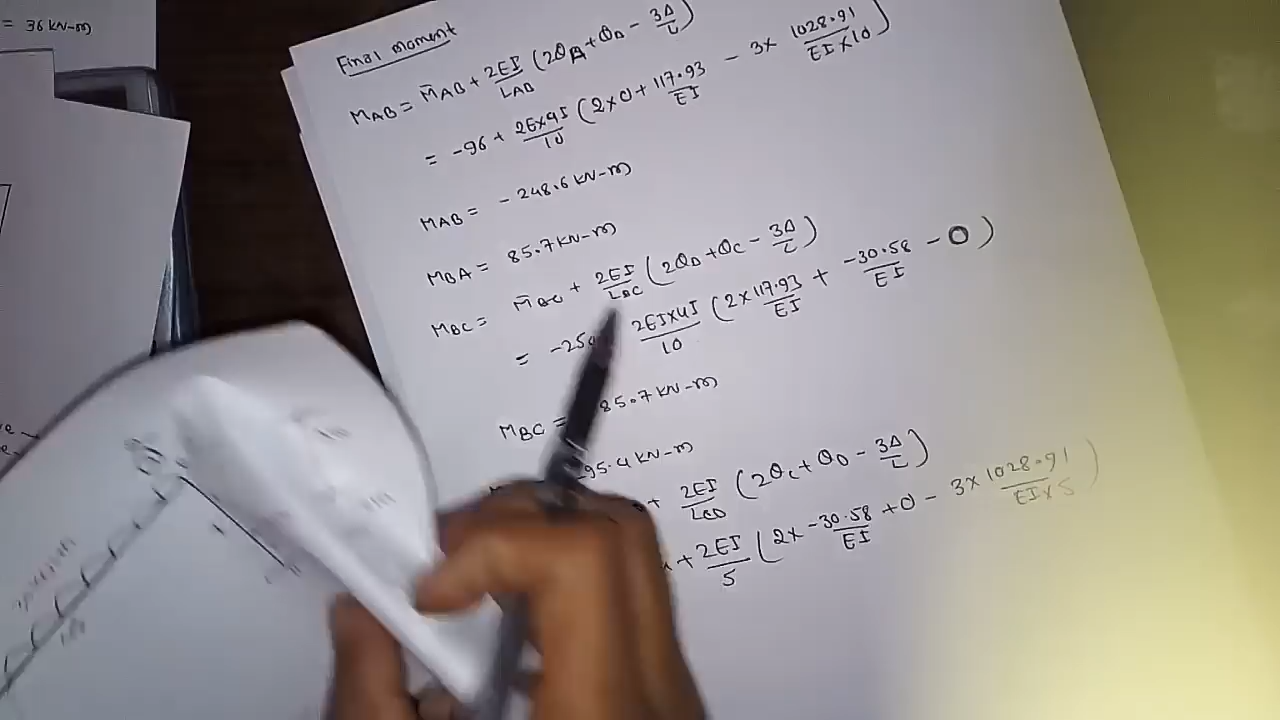 = 36 KN-m
Final moment
MAB = M̄AB + 2EI/LAB (2θA + θB - 3Δ/L)
= -96 + 2E×4I/10 (2×0 + 117.93/EI - 3× 1028.91/EI×10)
MAB = -248.6 KN-m
MBA = 85.7 KN-m
MBC = M̄BC + 2EI/LBC (2θB + θC - 3Δ/L)
= 2EI×4I/10 (2×117.93/EI + -30.58/EI - 0)
MBC = 85.7 KN-m
95.4 KN-m
+ 2EI/LCD (2θC + θD - 3Δ/L)
+ 2EI/5 (2× -30.58/EI + 0 - 3×1028.91/EI×5)